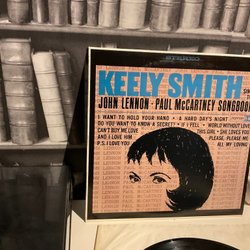 STEREO
KEELY SMITH
JOHN LENNON · PAUL McCARTNEY SONGBOOK
I WANT TO HOLD YOUR HAND • A HARD DAY'S NIGHT
DO YOU WANT TO KNOW A SECRET? • IF I FELL • WORLD WITHOUT LOVE
CAN'T BUY ME LOVE
THIS GIRL • SHE LOVES YOU
AND I LOVE HIM
PLEASE, PLEASE ME
P.S. I LOVE YOU
ALL MY LOVING